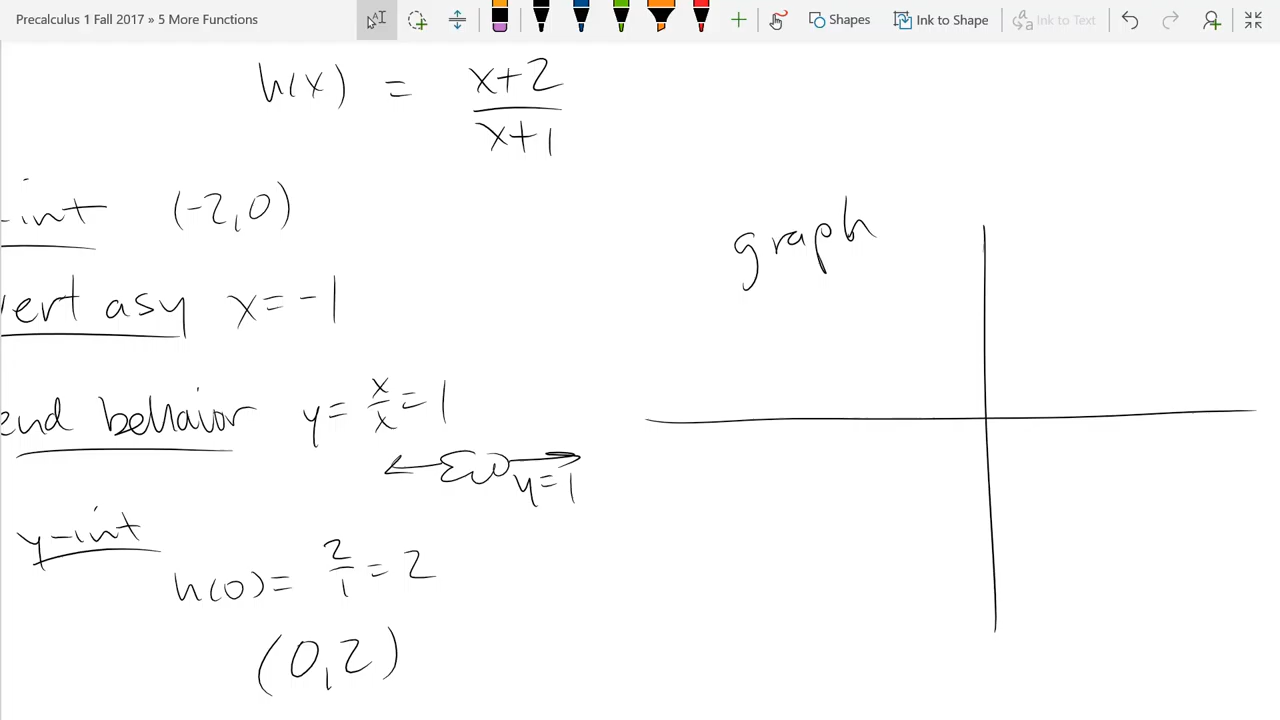 Precalculus 1 Fall 2017 » 5 More Functions
Shapes
Ink to Shape
Ink to Text
h(x) = x+2 / x+1
-int (-2,0)
graph
vert asy x=-1
end behavior y= x/x =1
y=1
y-int
h(0)= 2/1 = 2
(0,2)